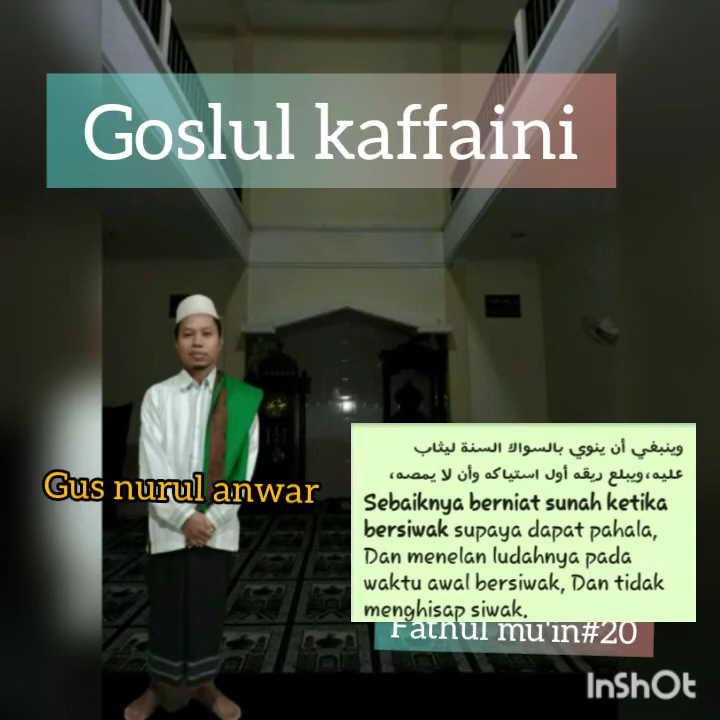 Goslul kaffaini
Gus nurul anwar
وينبغي أن ينوي بالسواك السنة ليثاب
عليه،ويبلع ريقه أول استياكه وأن لا يمصه،
Sebaiknya berniat sunah ketika
bersiwak supaya dapat pahala,
Dan menelan ludahnya pada
waktu awal bersiwak, Dan tidak
menghisap siwak.
Fathul mu'in#20
InShOt